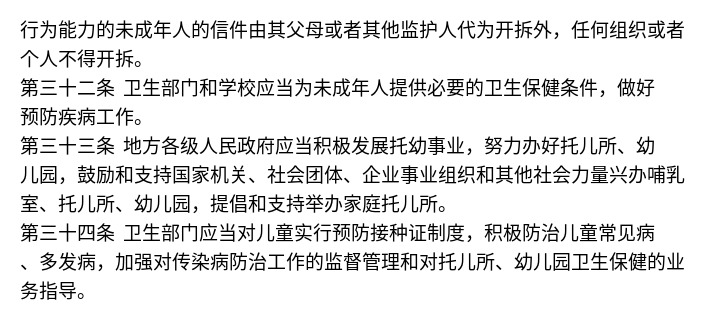 行为能力的未成年人的信件由其父母或者其他监护人代为开拆外，任何组织或者
个人不得开拆。
第三十二条 卫生部门和学校应当为未成年人提供必要的卫生保健条件，做好
预防疾病工作。
第三十三条 地方各级人民政府应当积极发展托幼事业，努力办好托儿所、幼
儿园，鼓励和支持国家机关、社会团体、企业事业组织和其他社会力量兴办哺乳
室、托儿所、幼儿园，提倡和支持举办家庭托儿所。
第三十四条 卫生部门应当对儿童实行预防接种证制度，积极防治儿童常见病
、多发病，加强对传染病防治工作的监督管理和对托儿所、幼儿园卫生保健的业
务指导。